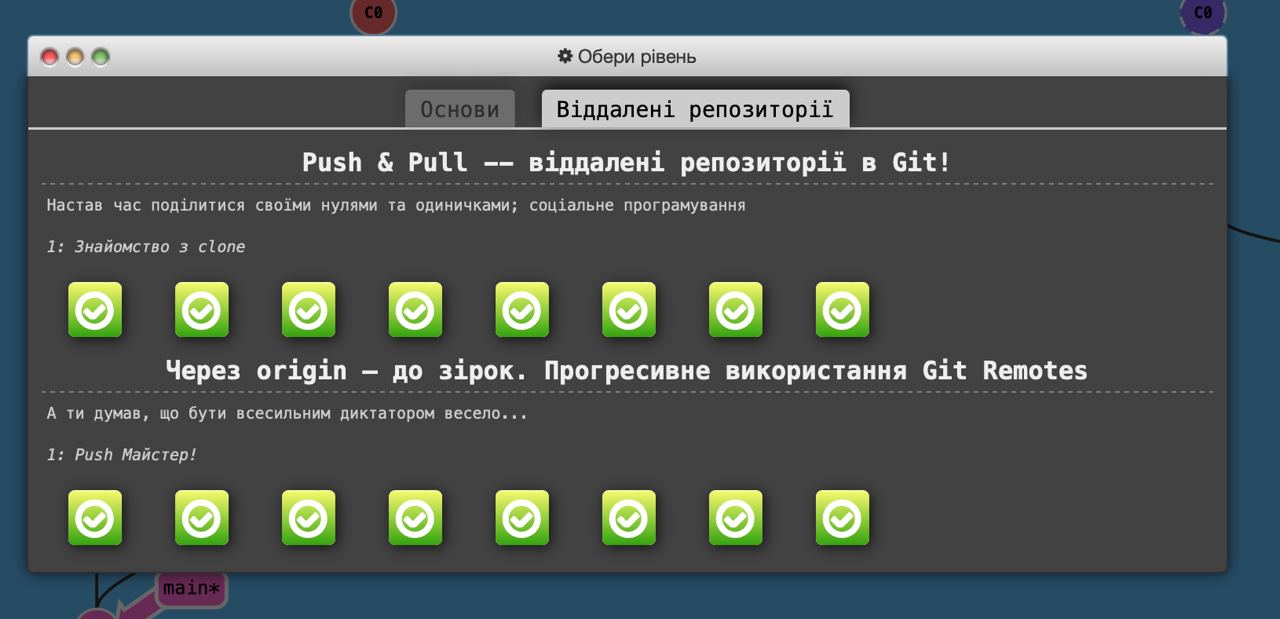 C0
C0
Обери рівень
Основи
Віддалені репозиторії
Push & Pull -- віддалені репозиторії в Git!
Настав час поділитися своїми нулями та одиничками; соціальне програмування
1: Знайомство з clone
Через origin – до зірок. Прогресивне використання Git Remotes
А ти думав, що бути всесильним диктатором весело...
1: Push Майстер!
main*